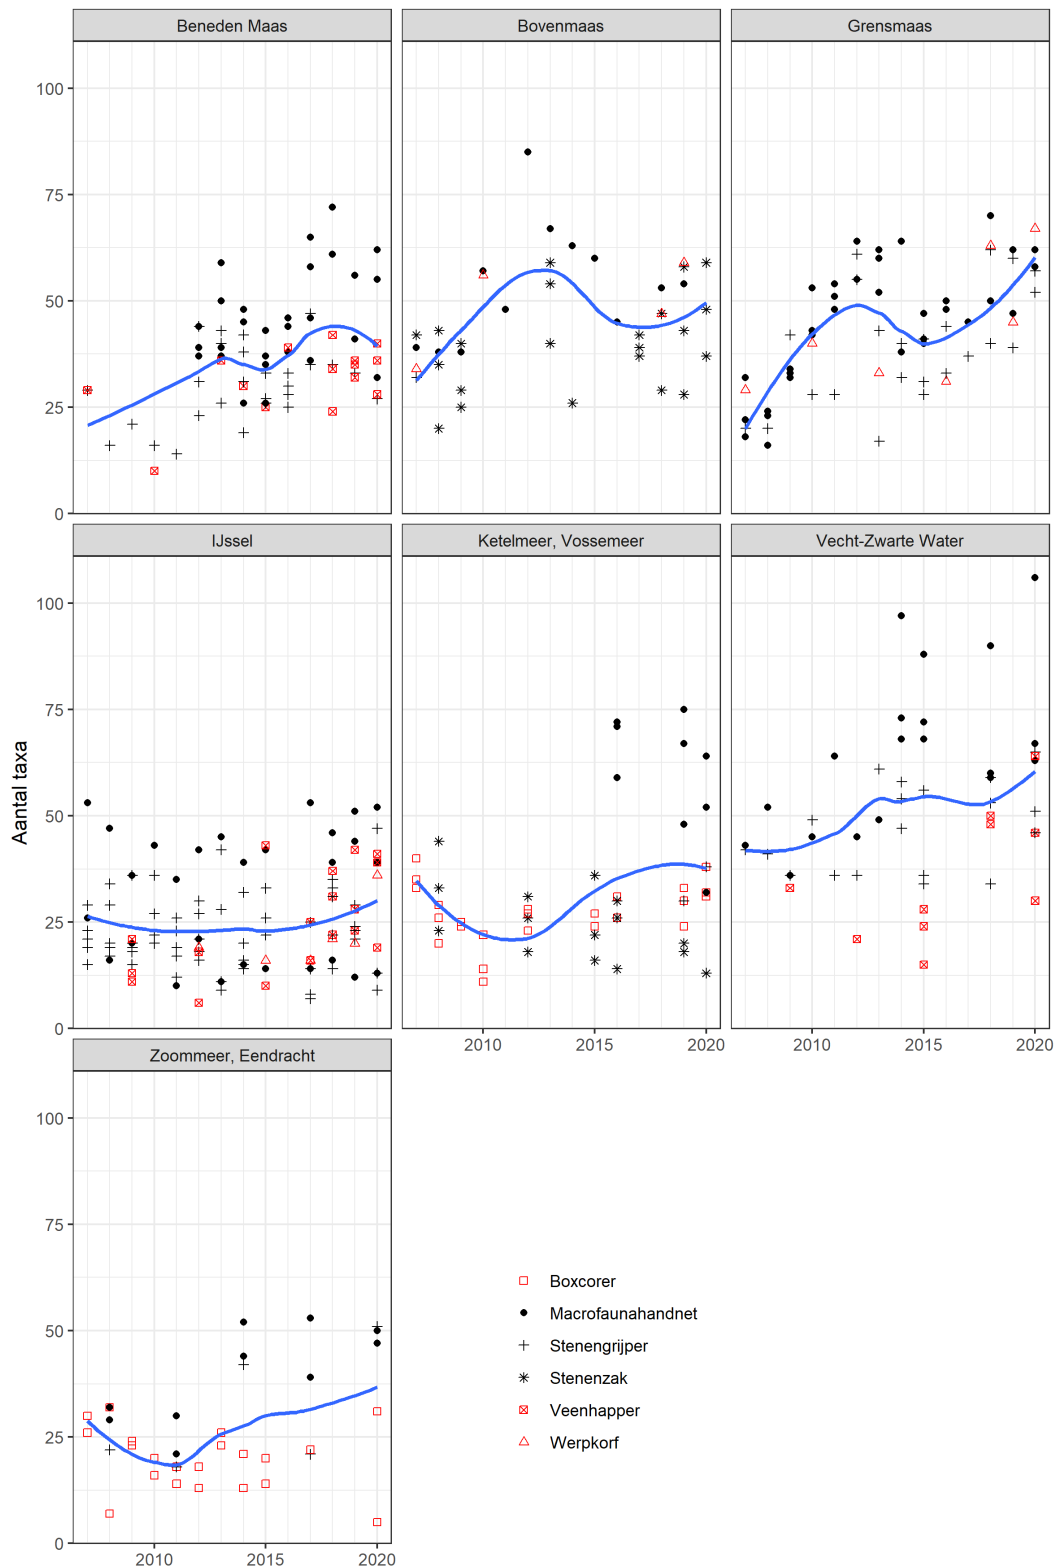 Beneden Maas Bovenmaas Grensmaas
100
75
50
25
0
IJssel Ketelmeer, Vossemeer Vecht-Zwarte Water
100
75
50
25
0
2010 2015 2020 2010 2015 2020
Aantal taxa
Zoommeer, Eendracht
100
75
50
25
0
2010 2015 2020
Boxcorer
Macrofaunahandnet
Stenengrijper
Stenenzak
Veenhapper
Werpkorf